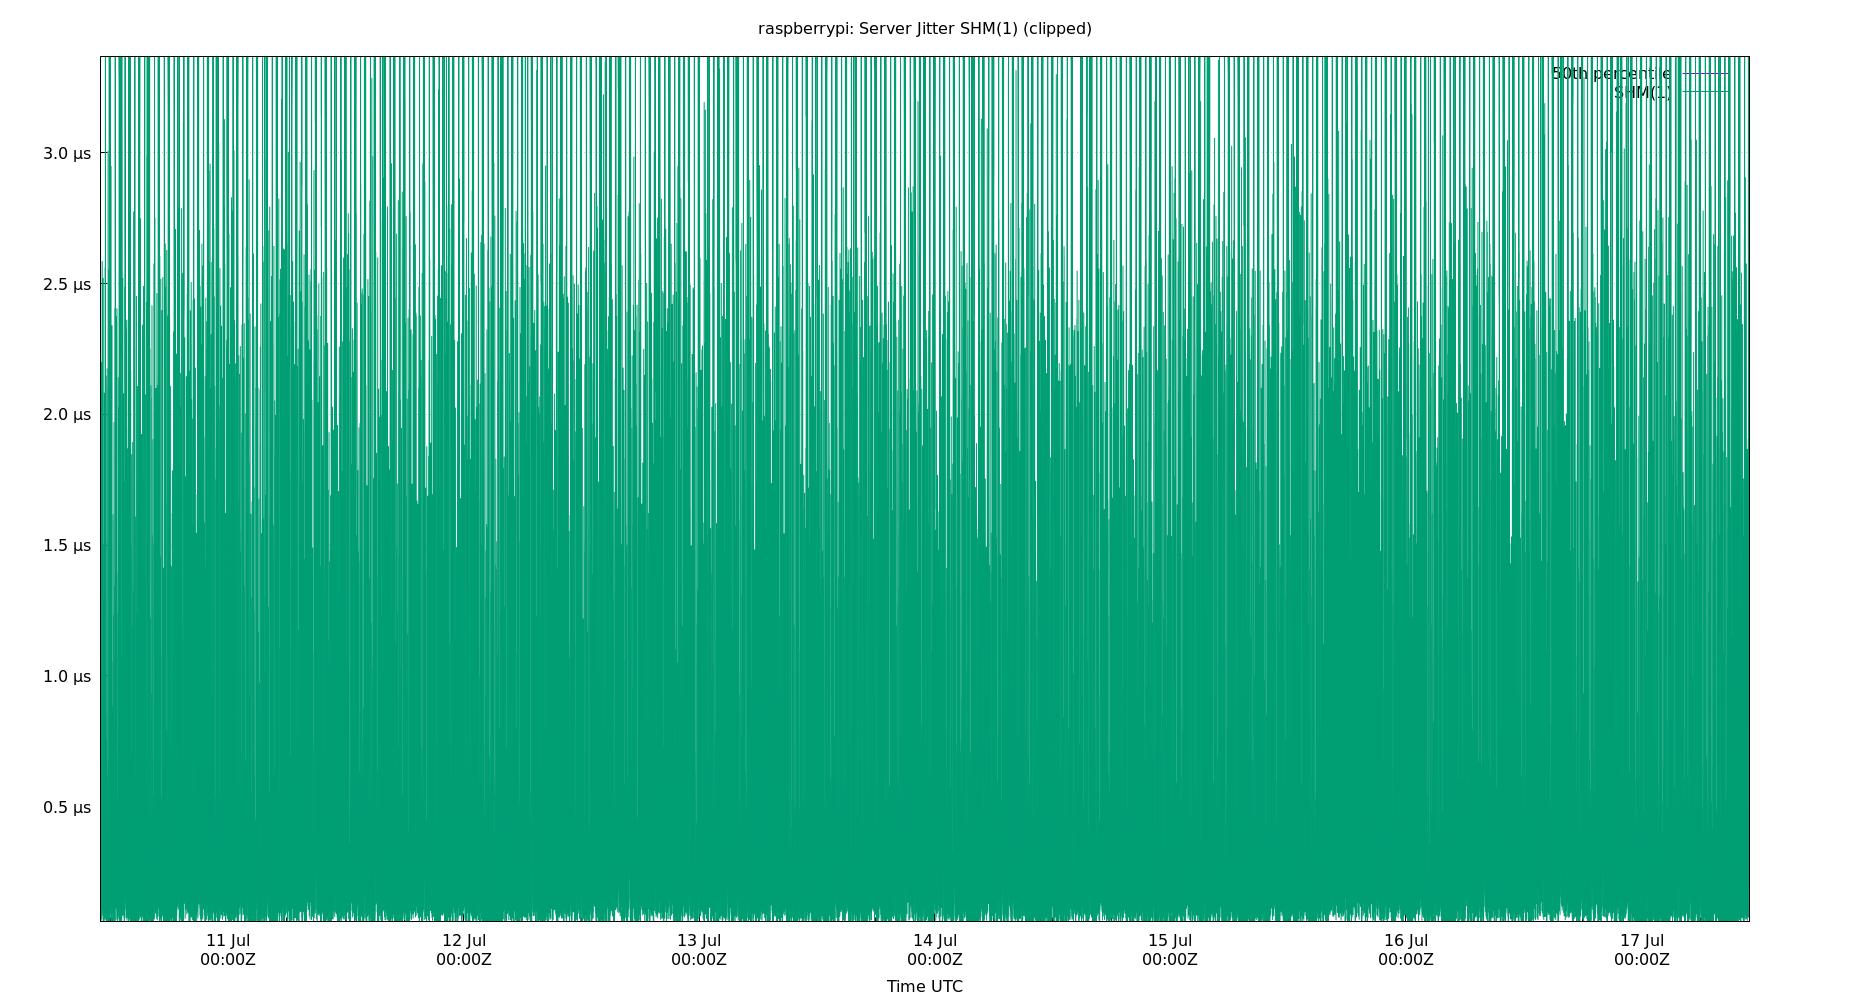 raspberrypi: Server Jitter SHM(1) (clipped)
50th percentile
SHM(1)
3.0 µs
2.5 µs
2.0 µs
1.5 µs
1.0 µs
0.5 µs
11 Jul 12 Jul 13 Jul 14 Jul 15 Jul 16 Jul 17 Jul
00:00Z 00:00Z 00:00Z 00:00Z 00:00Z 00:00Z 00:00Z
Time UTC